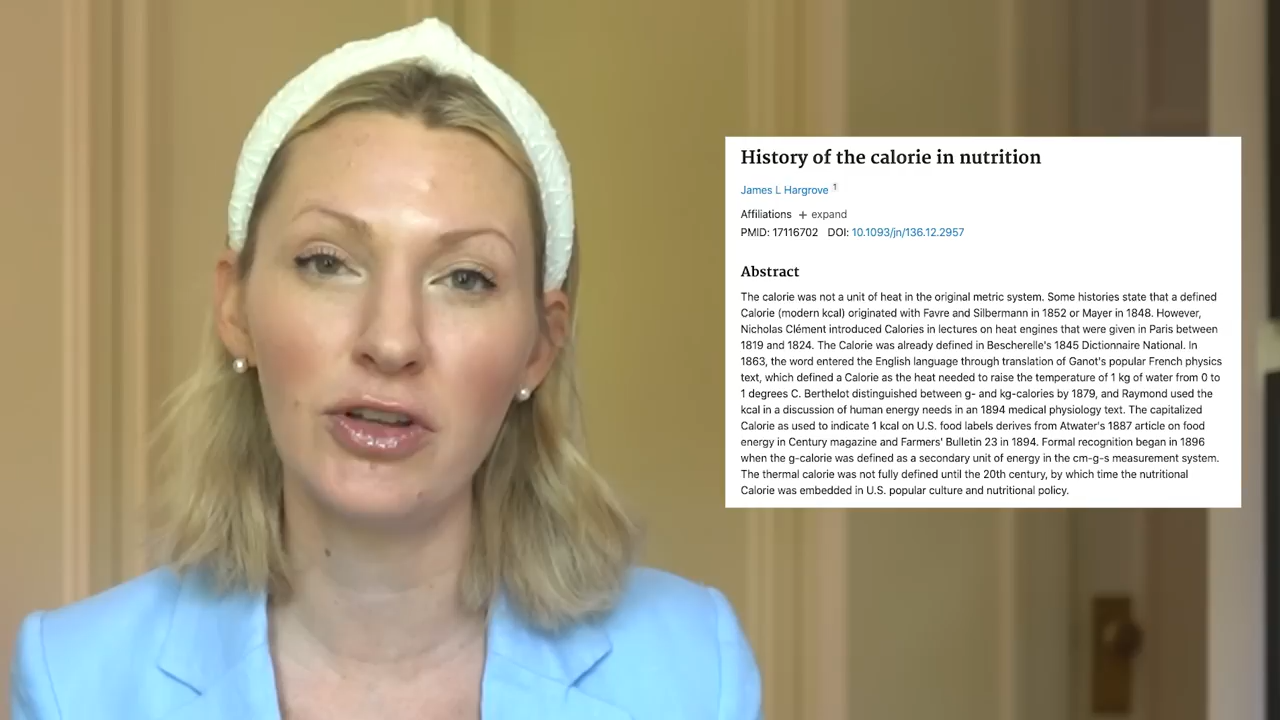 History of the calorie in nutrition
James L Hargrove 1
Affiliations + expand
PMID: 17116702 DOI: 10.1093/jn/136.12.2957
Abstract
The calorie was not a unit of heat in the original metric system. Some histories state that a defined
Calorie (modern kcal) originated with Favre and Silbermann in 1852 or Mayer in 1848. However,
Nicholas Clément introduced Calories in lectures on heat engines that were given in Paris between
1819 and 1824. The Calorie was already defined in Bescherelle's 1845 Dictionnaire National. In
1863, the word entered the English language through translation of Ganot's popular French physics
text, which defined a Calorie as the heat needed to raise the temperature of 1 kg of water from 0 to
1 degrees C. Berthelot distinguished between g- and kg-calories by 1879, and Raymond used the
kcal in a discussion of human energy needs in an 1894 medical physiology text. The capitalized
Calorie as used to indicate 1 kcal on U.S. food labels derives from Atwater's 1887 article on food
energy in Century magazine and Farmers' Bulletin 23 in 1894. Formal recognition began in 1896
when the g-calorie was defined as a secondary unit of energy in the cm-g-s measurement system.
The thermal calorie was not fully defined until the 20th century, by which time the nutritional
Calorie was embedded in U.S. popular culture and nutritional policy.